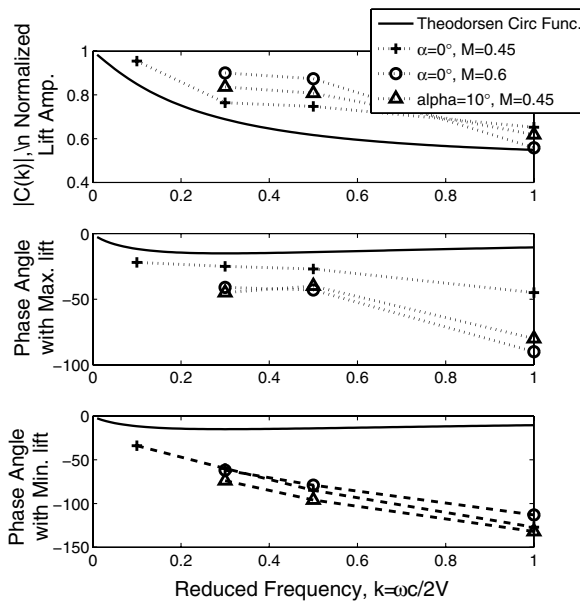 Theodorsen Circ Func.
α=0°, M=0.45
α=0°, M=0.6
alpha=10°, M=0.45
|C(k)|,\n Normalized
Lift Amp.
1
0.8
0.6
0.4
0 0.2 0.4 0.6 0.8 1
Phase Angle
with Max. lift
0
−50
−100
0 0.2 0.4 0.6 0.8 1
Phase Angle
with Min. lift
0
−50
−100
−150
0 0.2 0.4 0.6 0.8 1
Reduced Frequency, k=ωc/2V